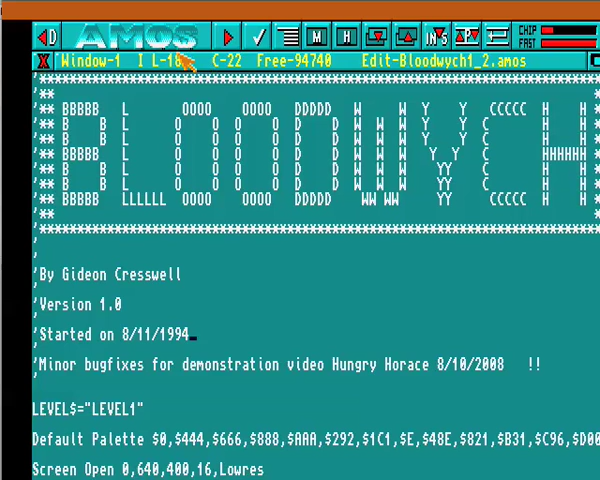 D AMOS M H INS P CHIP
FAST
X Window-1 I L-18 C-22 Free-94740 Edit-Bloodwych1_2.amos
BLOODWYCH
'By Gideon Cresswell
'Version 1.0
'Started on 8/11/1994
'Minor bugfixes for demonstration video Hungry Horace 8/10/2008 !!
LEVEL$="LEVEL1"
Default Palette $0,$444,$666,$888,$AAA,$292,$1C1,$E,$48E,$821,$B31,$C96,$D00
Screen Open 0,640,400,16,Lowres